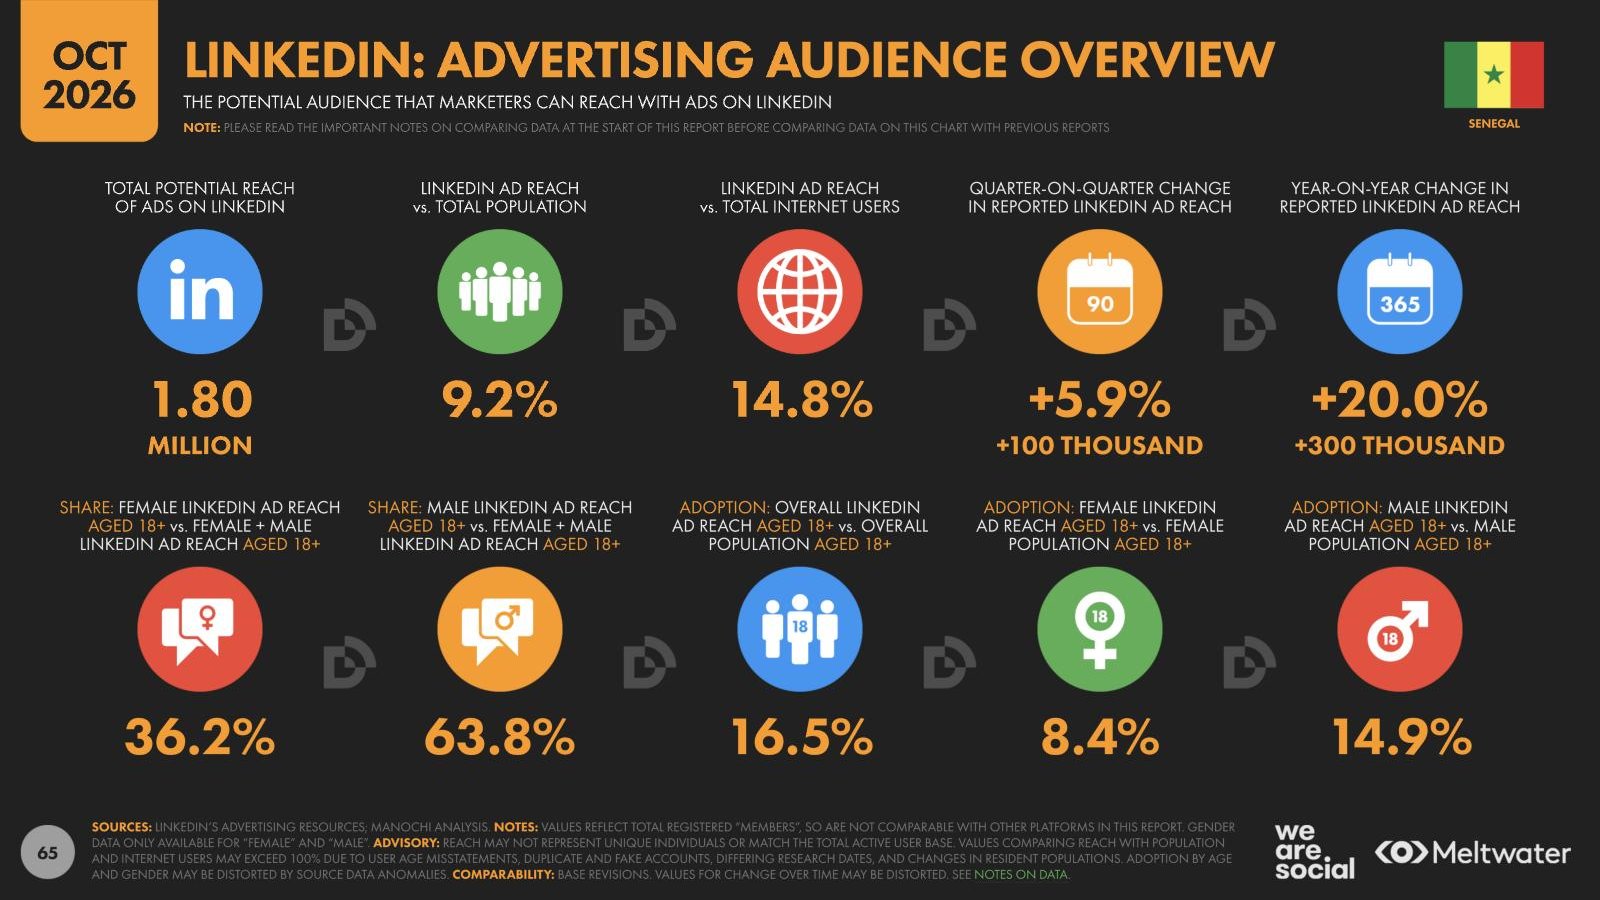 OCT
2026
LINKEDIN: ADVERTISING AUDIENCE OVERVIEW
THE POTENTIAL AUDIENCE THAT MARKETERS CAN REACH WITH ADS ON LINKEDIN
NOTE: PLEASE READ THE IMPORTANT NOTES ON COMPARING DATA AT THE START OF THIS REPORT BEFORE COMPARING DATA ON THIS CHART WITH PREVIOUS REPORTS
SENEGAL
TOTAL POTENTIAL REACH
OF ADS ON LINKEDIN
in
1.80
MILLION
LINKEDIN AD REACH
vs. TOTAL POPULATION
9.2%
LINKEDIN AD REACH
vs. TOTAL INTERNET USERS
14.8%
QUARTER-ON-QUARTER CHANGE
IN REPORTED LINKEDIN AD REACH
90
+5.9%
+100 THOUSAND
YEAR-ON-YEAR CHANGE IN
REPORTED LINKEDIN AD REACH
365
+20.0%
+300 THOUSAND
SHARE: FEMALE LINKEDIN AD REACH
AGED 18+ vs. FEMALE + MALE
LINKEDIN AD REACH AGED 18+
36.2%
SHARE: MALE LINKEDIN AD REACH
AGED 18+ vs. FEMALE + MALE
LINKEDIN AD REACH AGED 18+
63.8%
ADOPTION: OVERALL LINKEDIN
AD REACH AGED 18+ vs. OVERALL
POPULATION AGED 18+
18
16.5%
ADOPTION: FEMALE LINKEDIN
AD REACH AGED 18+ vs. FEMALE
POPULATION AGED 18+
18
8.4%
ADOPTION: MALE LINKEDIN
AD REACH AGED 18+ vs. MALE
POPULATION AGED 18+
18
14.9%
65
SOURCES: LINKEDIN'S ADVERTISING RESOURCES; MANOCHI ANALYSIS. NOTES: VALUES REFLECT TOTAL REGISTERED "MEMBERS", SO ARE NOT COMPARABLE WITH OTHER PLATFORMS IN THIS REPORT. GENDER
DATA ONLY AVAILABLE FOR "FEMALE" AND "MALE". ADVISORY: REACH MAY NOT REPRESENT UNIQUE INDIVIDUALS OR MATCH THE TOTAL ACTIVE USER BASE. VALUES COMPARING REACH WITH POPULATION
AND INTERNET USERS MAY EXCEED 100% DUE TO USER AGE MISSTATEMENTS, DUPLICATE AND FAKE ACCOUNTS, DIFFERING RESEARCH DATES, AND CHANGES IN RESIDENT POPULATIONS. ADOPTION BY AGE
AND GENDER MAY BE DISTORTED BY SOURCE DATA ANOMALIES. COMPARABILITY: BASE REVISIONS. VALUES FOR CHANGE OVER TIME MAY BE DISTORTED. SEE NOTES ON DATA.
we
are
social
Meltwater